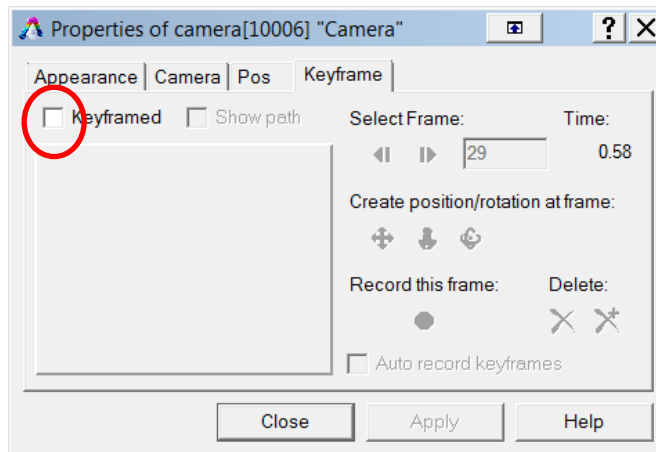 Properties of camera[10006] "Camera"
Appearance Camera Pos Keyframe
Keyframed Show path
Select Frame: Time:
29 0.58
Create position/rotation at frame:
Record this frame: Delete:
Auto record keyframes
Close Apply Help